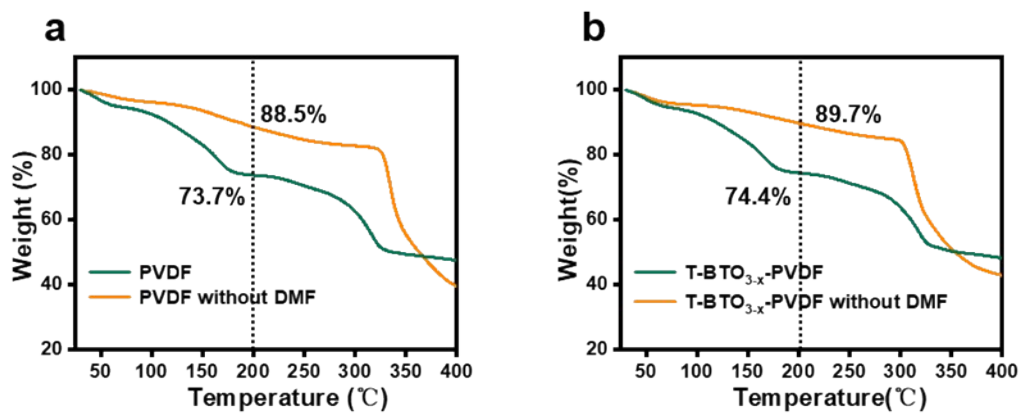 a
Weight (%)
100
80
60
40
20
88.5%
73.7%
PVDF
PVDF without DMF
50 100 150 200 250 300 350 400
Temperature (℃)
b
Weight(%)
100
80
60
40
20
89.7%
74.4%
T-BTO3-x-PVDF
T-BTO3-x-PVDF without DMF
50 100 150 200 250 300 350 400
Temperature(℃)